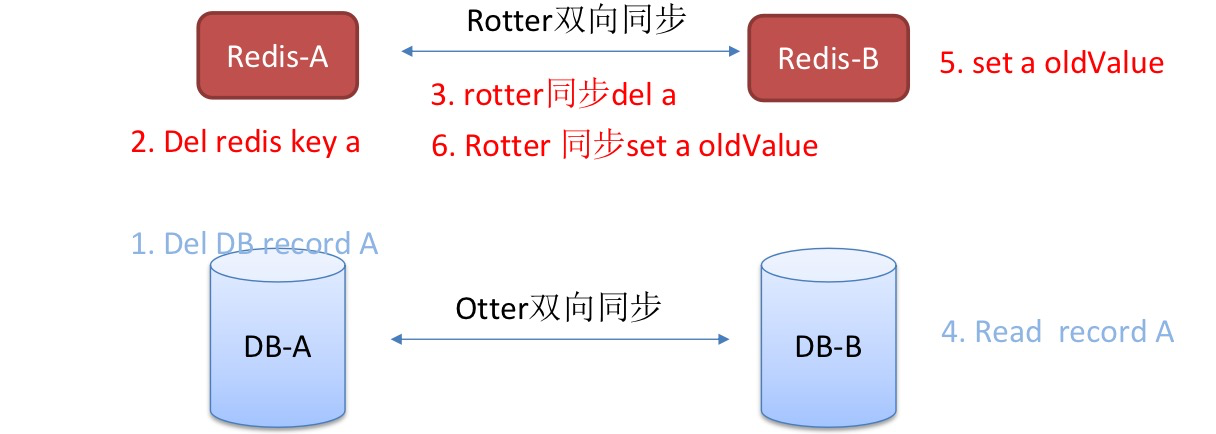 Rotter双向同步
Redis-A
Redis-B
5. set a oldValue
3. rotter同步del a
2. Del redis key a
6. Rotter 同步set a oldValue
1. Del DB record A
Otter双向同步
DB-A
DB-B
4. Read  record A